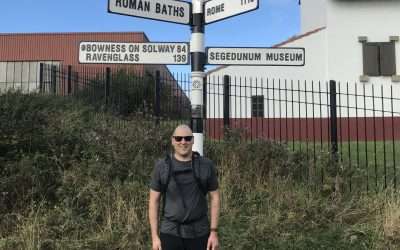 ROMAN BATHS
ROME
BOWNESS ON SOLWAY 84
RAVENGLASS 139
SEGEDUNUM MUSEUM